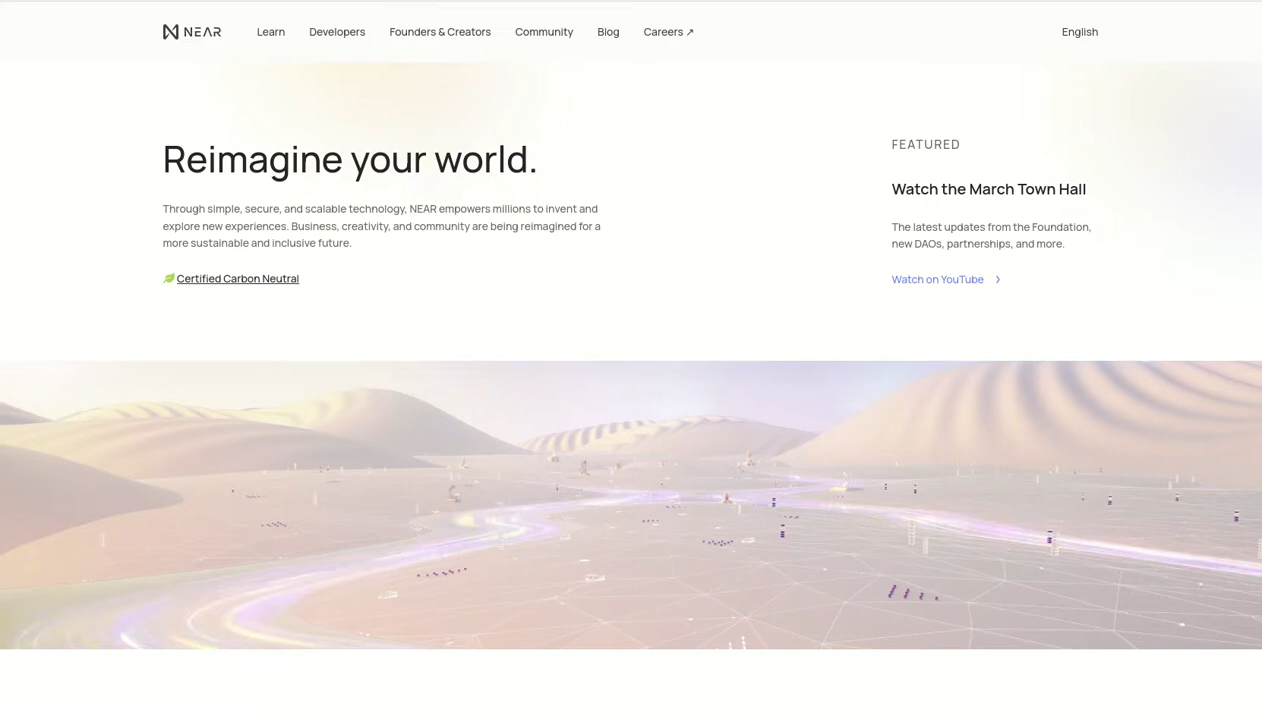 NEAR
Learn
Developers
Founders & Creators
Community
Blog
Careers ↗
English
Reimagine your world.
Through simple, secure, and scalable technology, NEAR empowers millions to invent and
explore new experiences. Business, creativity, and community are being reimagined for a
more sustainable and inclusive future.
Certified Carbon Neutral
FEATURED
Watch the March Town Hall
The latest updates from the Foundation,
new DAOs, partnerships, and more.
Watch on YouTube